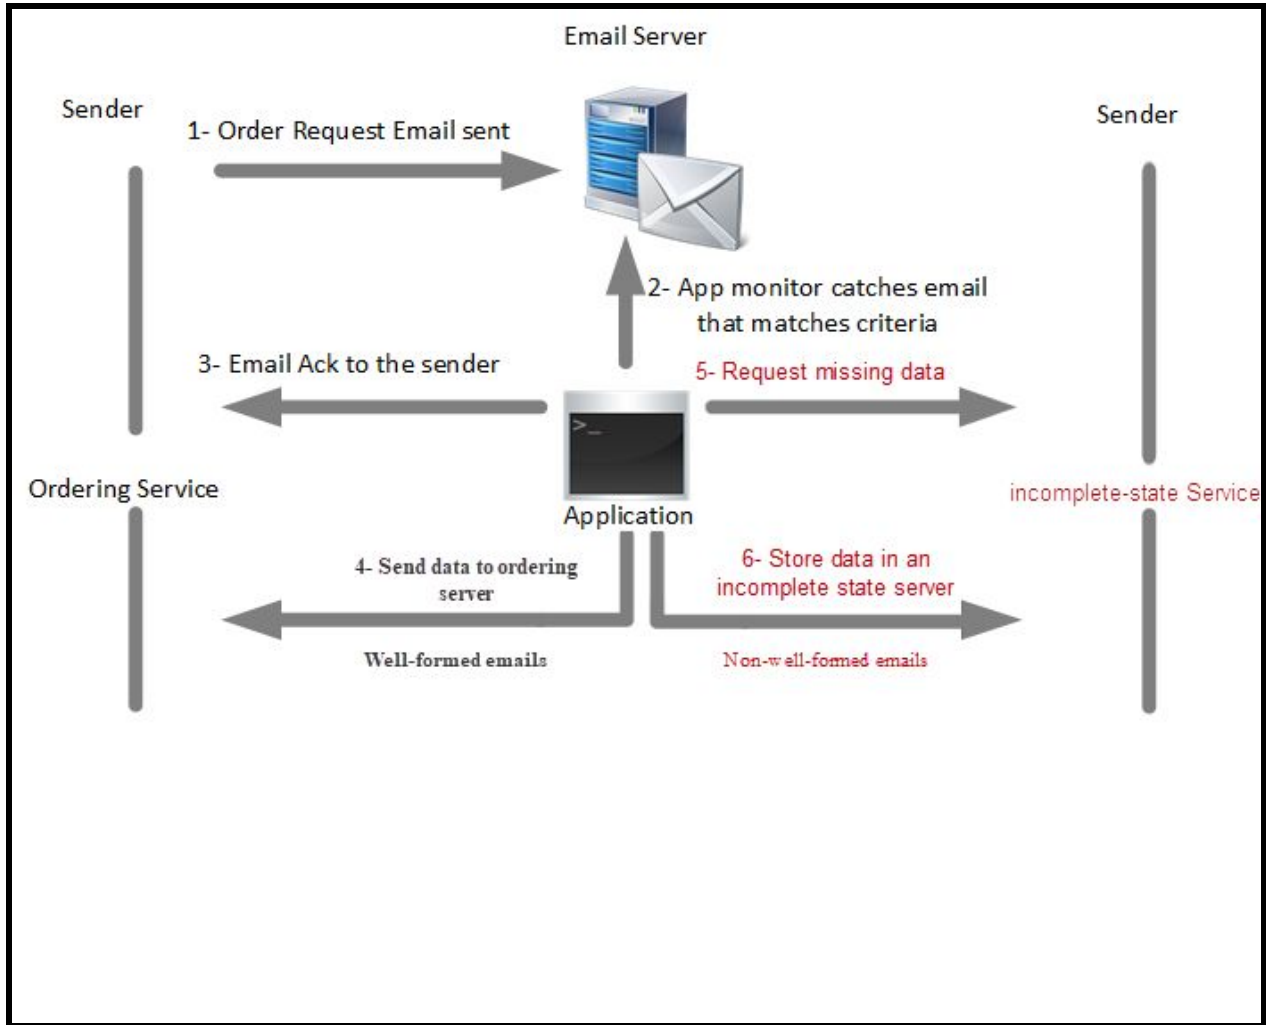 Email Server
Sender
Sender
1- Order Request Email sent
2- App monitor catches email
that matches criteria
3- Email Ack to the sender
5- Request missing data
>_
Ordering Service
incomplete-state Service
Application
4- Send data to ordering
server
6- Store data in an
incomplete state server
Well-formed emails
Non-well-formed emails